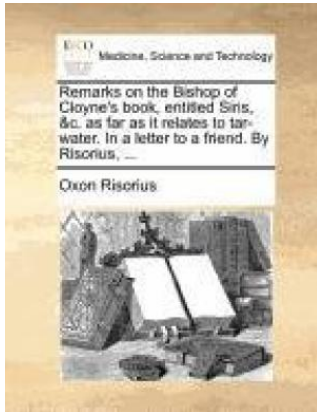 ECCO
Medicine, Science and Technology
Remarks on the Bishop of
Cloyne's book, entitled Siris,
&c. as far as it relates to tar-
water. In a letter to a friend. By
Risorius, ...
Oxon Risorius